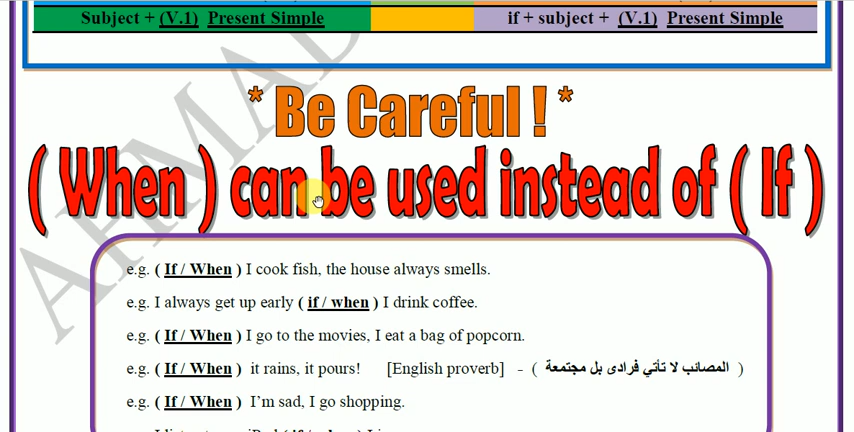 Subject + (V.1) Present Simple if + subject + (V.1) Present Simple
* Be Careful ! *
( When ) can be used instead of ( If )
e.g. ( If / When ) I cook fish, the house always smells.
e.g. I always get up early ( if / when ) I drink coffee.
e.g. ( If / When ) I go to the movies, I eat a bag of popcorn.
e.g. ( If / When ) it rains, it pours! [English proverb] - ( المصائب لا تأتي فرادى بل مجتمعة )
e.g. ( If / When ) I'm sad, I go shopping.
AHMAD